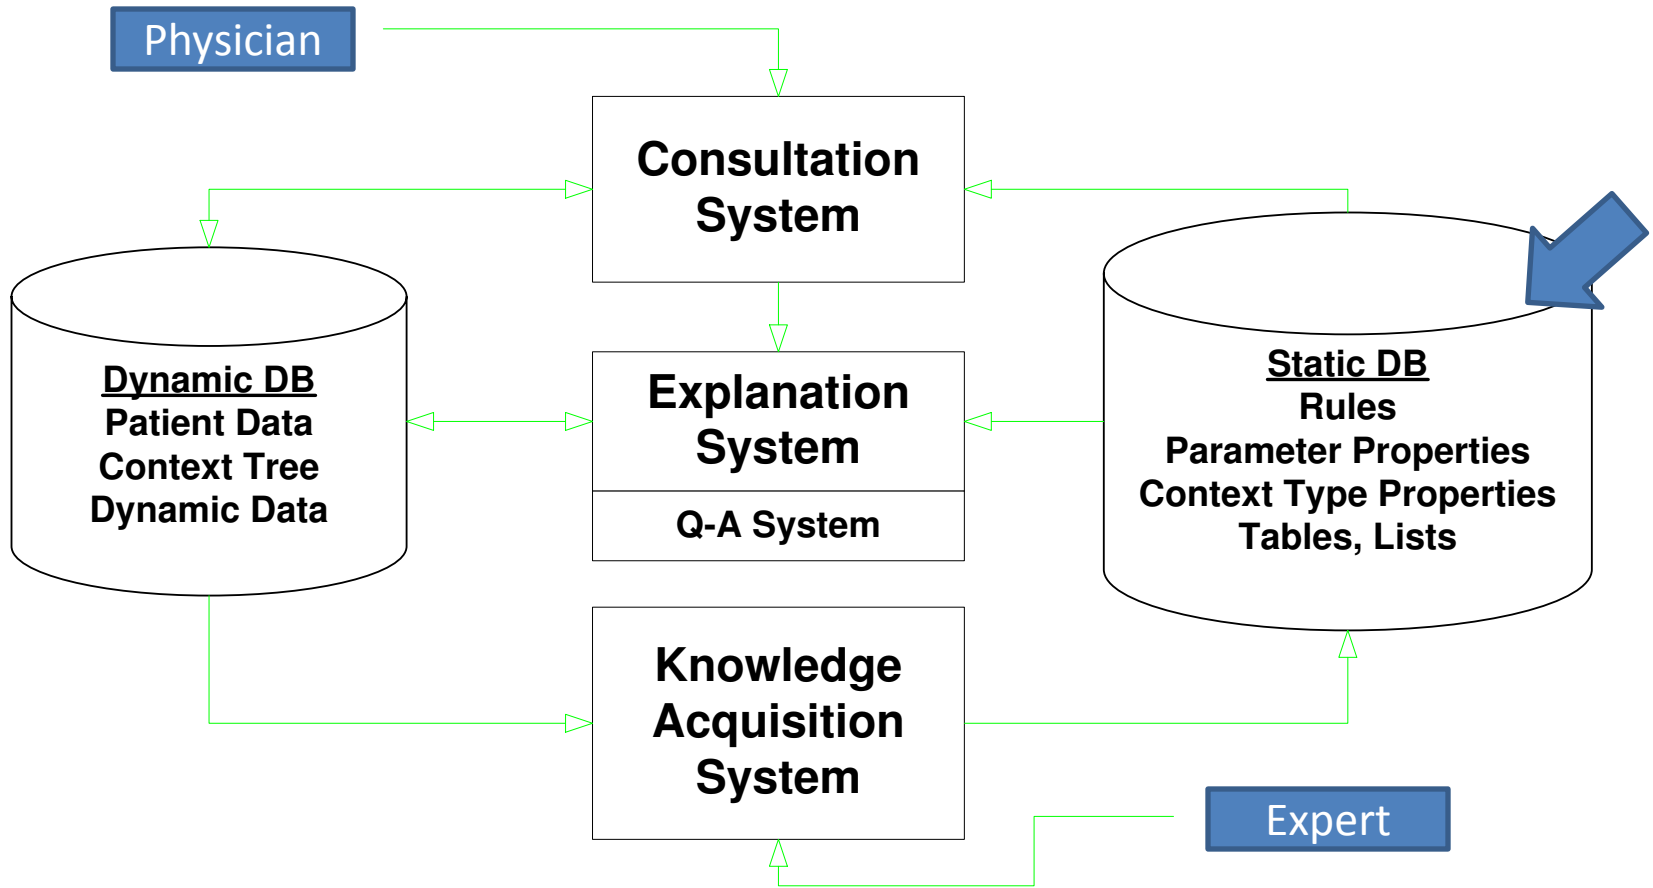 Physician
Consultation
System
Dynamic DB
Patient Data
Context Tree
Dynamic Data
Explanation
System
Q-A System
Static DB
Rules
Parameter Properties
Context Type Properties
Tables, Lists
Knowledge
Acquisition
System
Expert